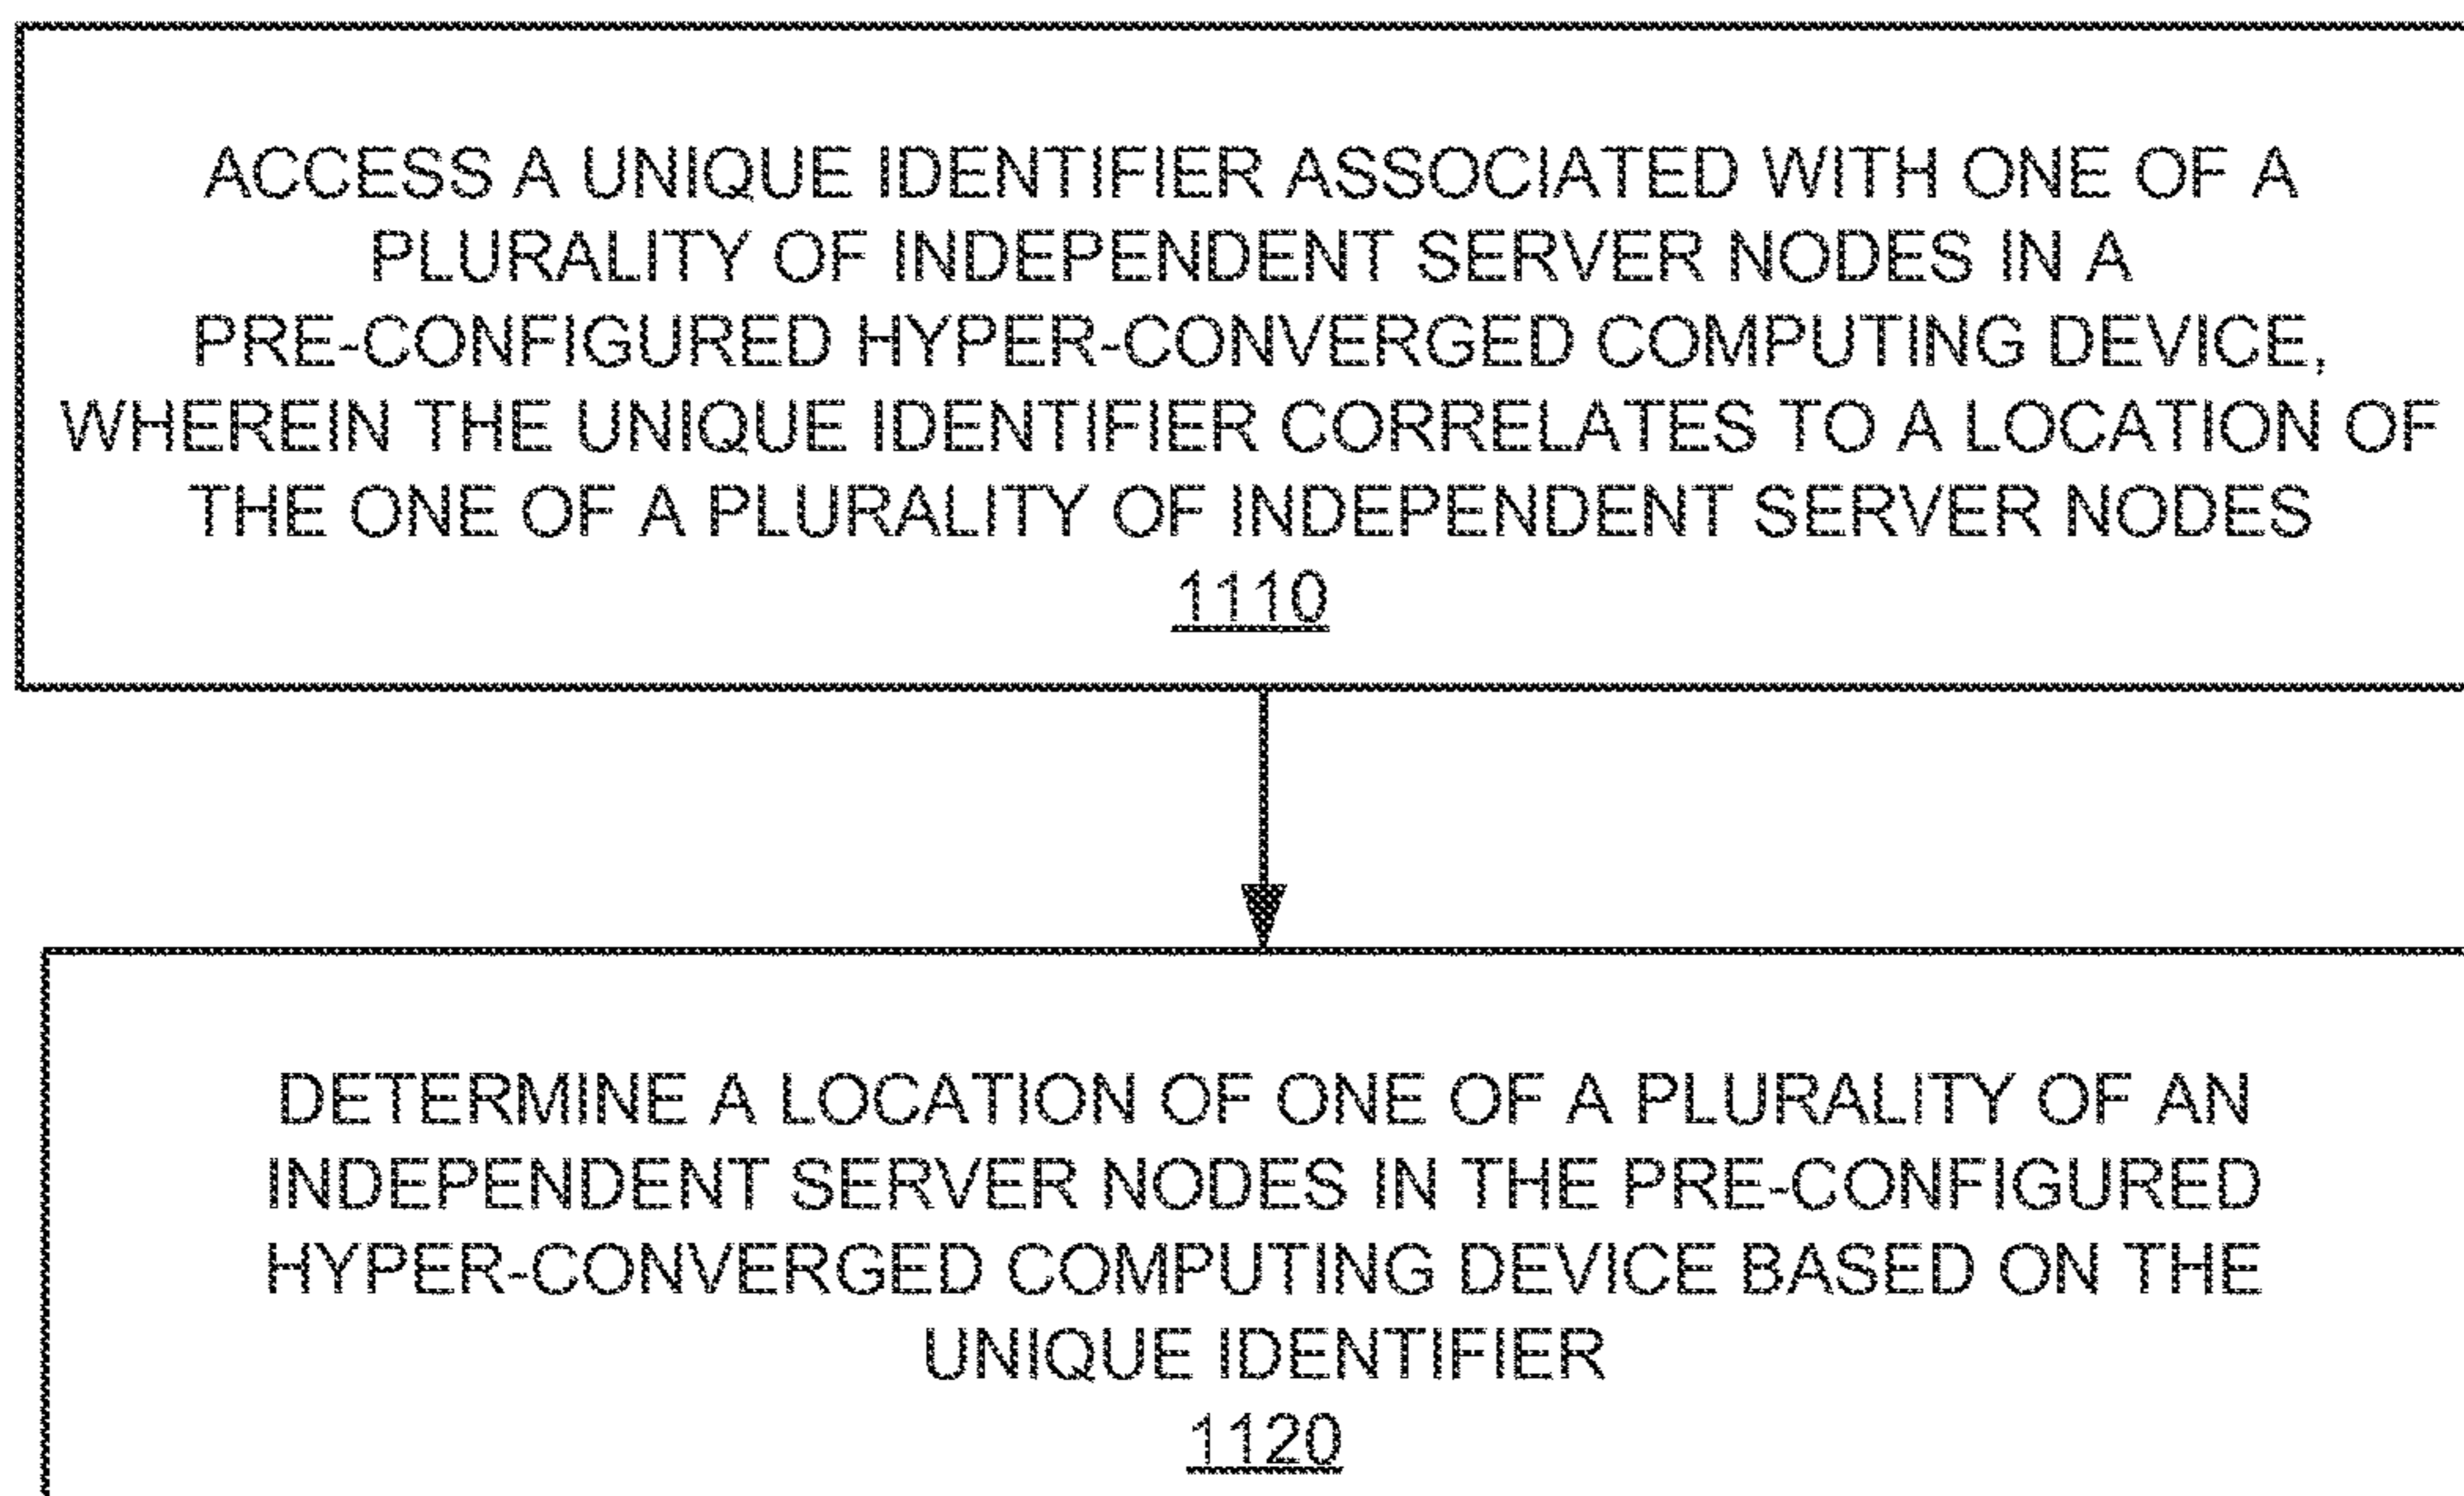 ACCESS A UNIQUE IDENTIFIER ASSOCIATED WITH ONE OF A
PLURALITY OF INDEPENDENT SERVER NODES IN A
PRE-CONFIGURED HYPER-CONVERGED COMPUTING DEVICE,
WHEREIN THE UNIQUE IDENTIFIER CORRELATES TO A LOCATION OF
THE ONE OF A PLURALITY OF INDEPENDENT SERVER NODES
1110
DETERMINE A LOCATION OF ONE OF A PLURALITY OF AN
INDEPENDENT SERVER NODES IN THE PRE-CONFIGURED
HYPER-CONVERGED COMPUTING DEVICE BASED ON THE
UNIQUE IDENTIFIER
1120